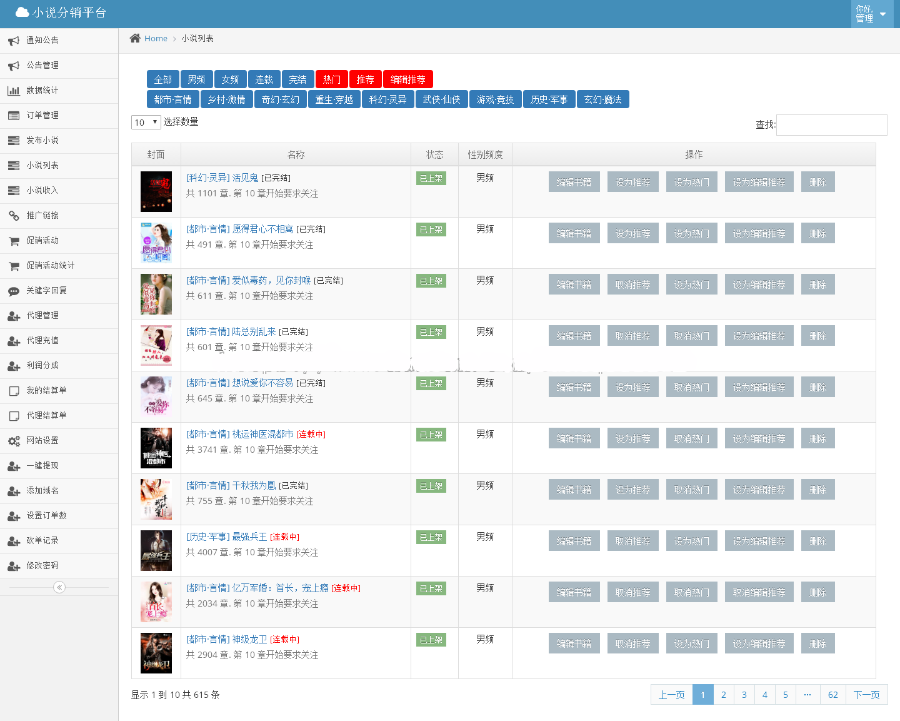 小说分销平台
你好,
管理
通知公告
公告管理
数据统计
订单管理
发布小说
小说列表
小说收入
推广链接
促销活动
促销活动统计
关键字回复
代理管理
代理充值
利润分成
我的结算单
代理结算单
网站设置
一键提现
添加域名
设置订单数
砍单记录
修改密码
Home > 小说列表
全部 男频 女频 连载 完结 热门 推荐 编辑推荐
都市·言情 乡村·激情 奇幻·玄幻 重生·穿越 科幻·灵异 武侠·仙侠 游戏·竞技 历史·军事 玄幻·魔法
10 选择数量
查找:
封面 名称 状态 性别频度 操作
[科幻·灵异] 活见鬼 [已完结] 已上架 男频 编辑书籍 设为推荐 设为热门 设为编辑推荐 删除
共 1101 章. 第 10 章开始要求关注
[都市·言情] 愿得君心不相离 [已完结] 已上架 男频 编辑书籍 设为推荐 设为热门 设为编辑推荐 删除
共 491 章. 第 10 章开始要求关注
[都市·言情] 爱似毒药，见你封喉 [已完结] 已上架 男频 编辑书籍 取消推荐 设为热门 设为编辑推荐 删除
共 611 章. 第 10 章开始要求关注
[都市·言情] 陆总别乱来 [已完结] 已上架 男频 编辑书籍 取消推荐 取消热门 设为编辑推荐 删除
共 601 章. 第 10 章开始要求关注
[都市·言情] 想说爱你不容易 [已完结] 已上架 男频 编辑书籍 设为推荐 取消热门 设为编辑推荐 删除
共 645 章. 第 10 章开始要求关注
[都市·言情] 桃运神医混都市 [连载中] 已上架 男频 编辑书籍 设为推荐 取消热门 设为编辑推荐 删除
共 3741 章. 第 10 章开始要求关注
[都市·言情] 千秋我为凰 [已完结] 已上架 男频 编辑书籍 设为推荐 取消热门 设为编辑推荐 删除
共 755 章. 第 10 章开始要求关注
[历史·军事] 最强兵王 [连载中] 已上架 男频 编辑书籍 取消推荐 取消热门 设为编辑推荐 删除
共 4007 章. 第 10 章开始要求关注
[都市·言情] 亿万军婚：首长，宠上瘾 [连载中] 已上架 男频 编辑书籍 取消推荐 取消热门 设为编辑推荐 删除
共 2034 章. 第 10 章开始要求关注
[都市·言情] 神级龙卫 [连载中] 已上架 男频 编辑书籍 取消推荐 设为热门 设为编辑推荐 删除
共 2904 章. 第 10 章开始要求关注
显示 1 到 10 共 615 条
上一页 1 2 3 4 5 ··· 62 下一页